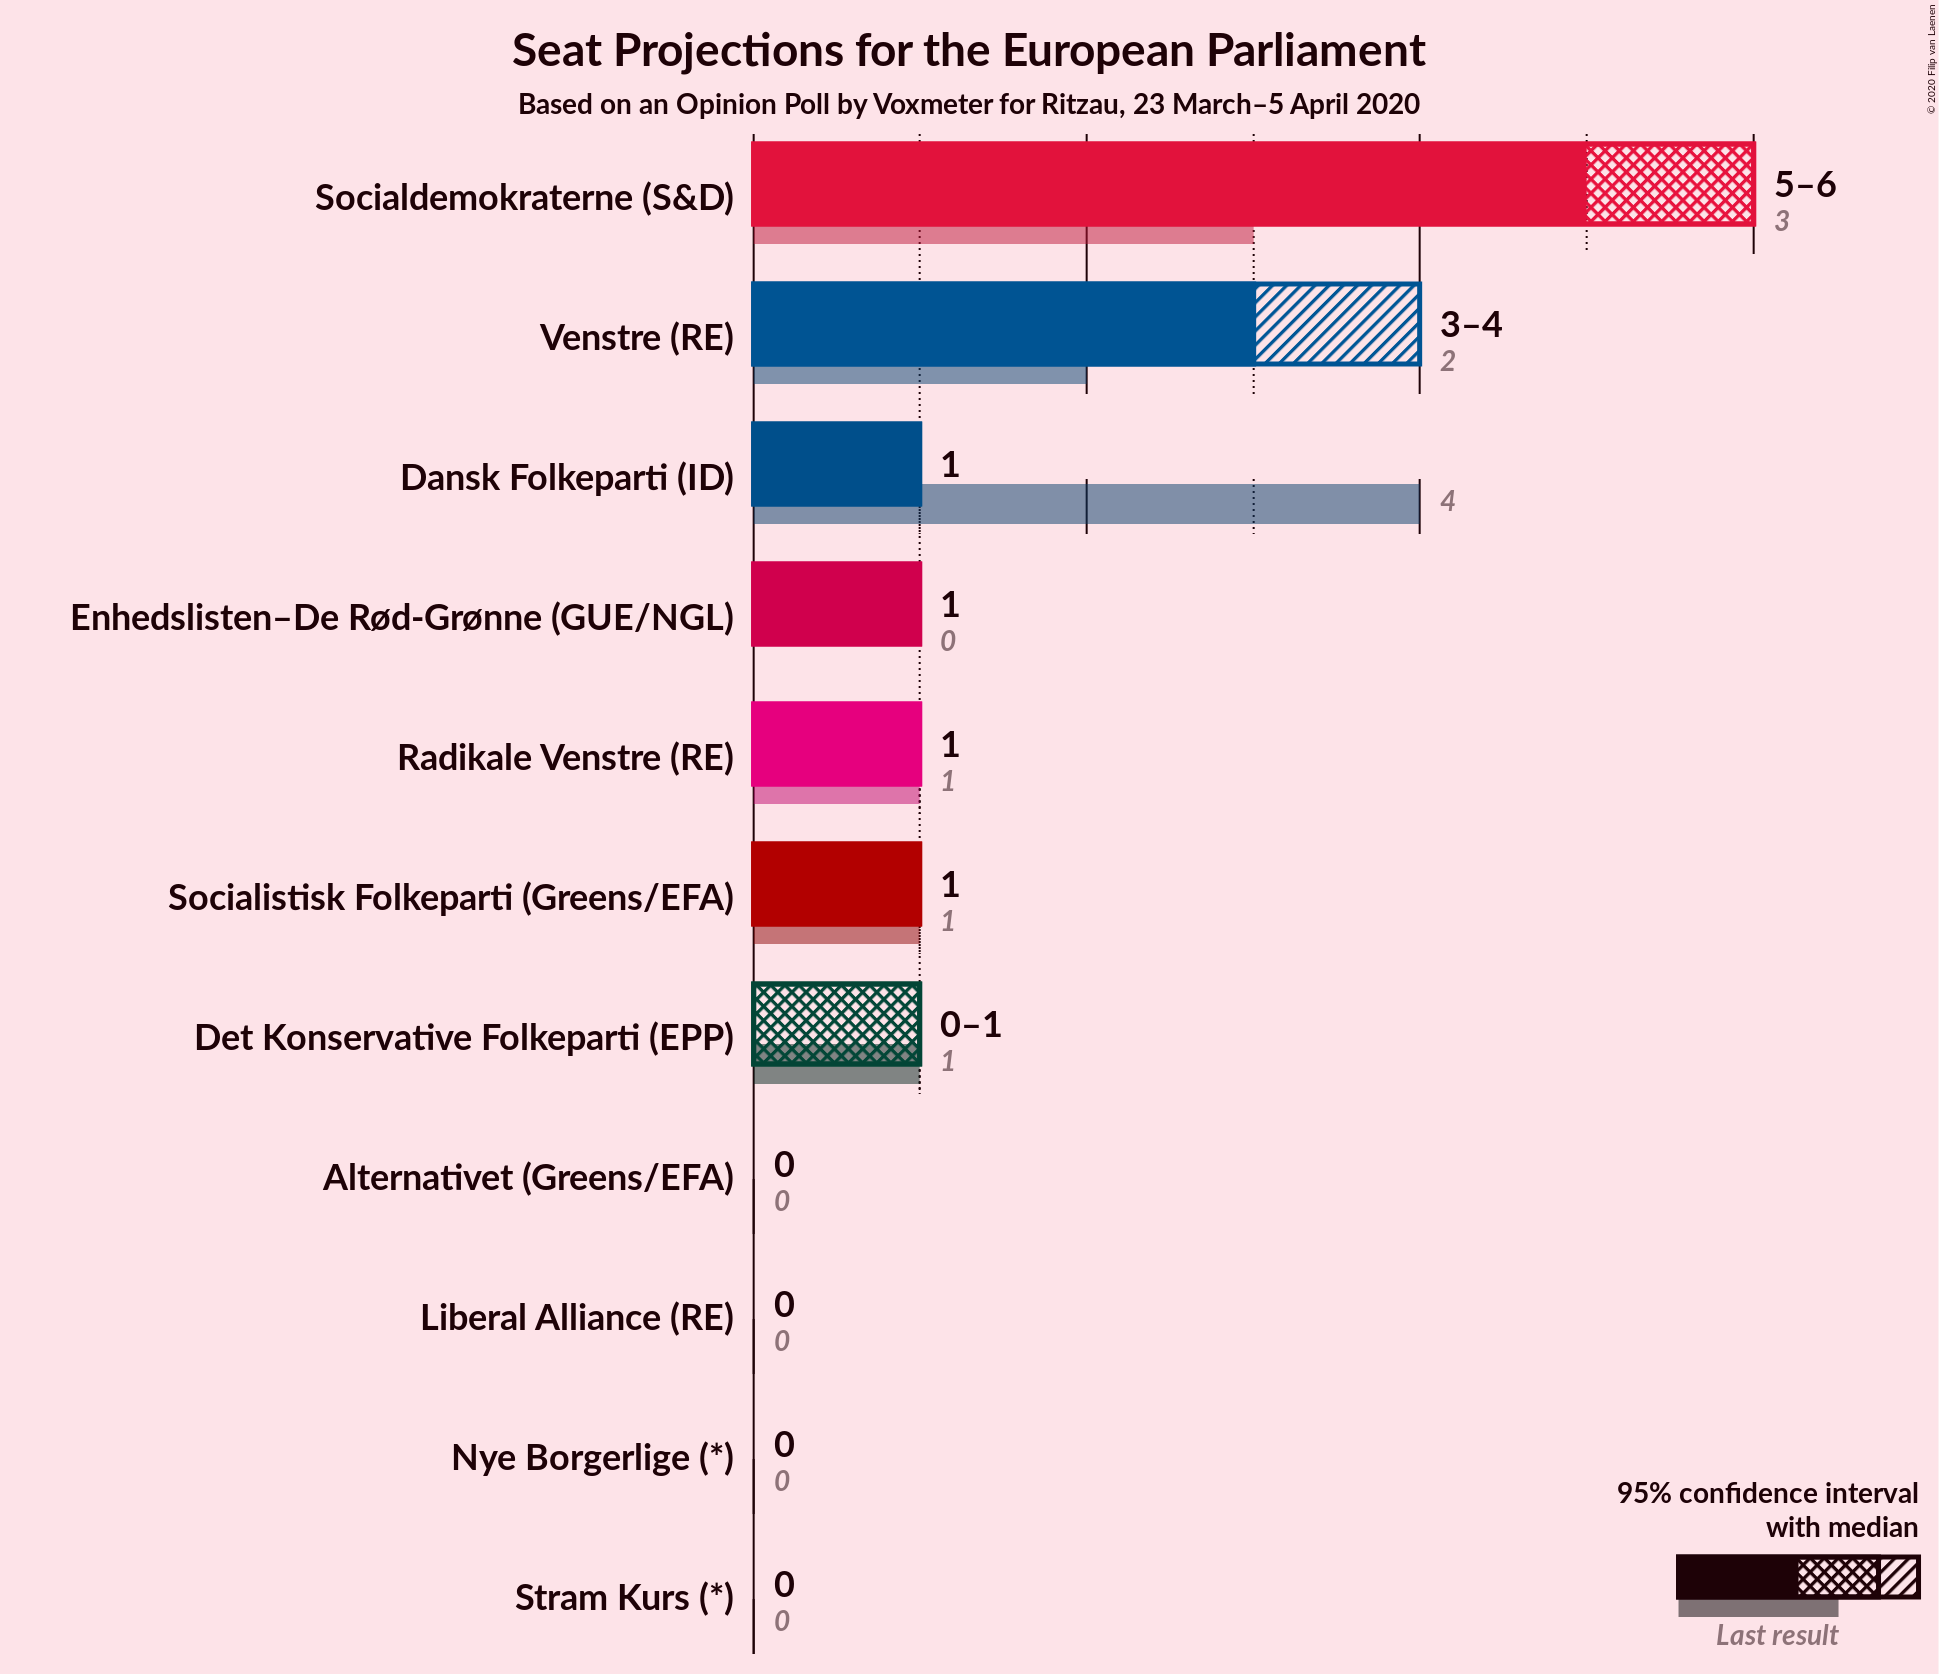 Seat Projections for the European Parliament
Based on an Opinion Poll by Voxmeter for Ritzau, 23 March–5 April 2020
© 2020 Filip van Laenen
Socialdemokraterne (S&D)
5–6
3
Venstre (RE)
3–4
2
Dansk Folkeparti (ID)
1
4
Enhedslisten–De Rød-Grønne (GUE/NGL)
1
0
Radikale Venstre (RE)
1
1
Socialistisk Folkeparti (Greens/EFA)
1
1
Det Konservative Folkeparti (EPP)
0–1
1
Alternativet (Greens/EFA)
0
0
Liberal Alliance (RE)
0
0
Nye Borgerlige (*)
0
0
Stram Kurs (*)
0
0
95% confidence interval
with median
Last result